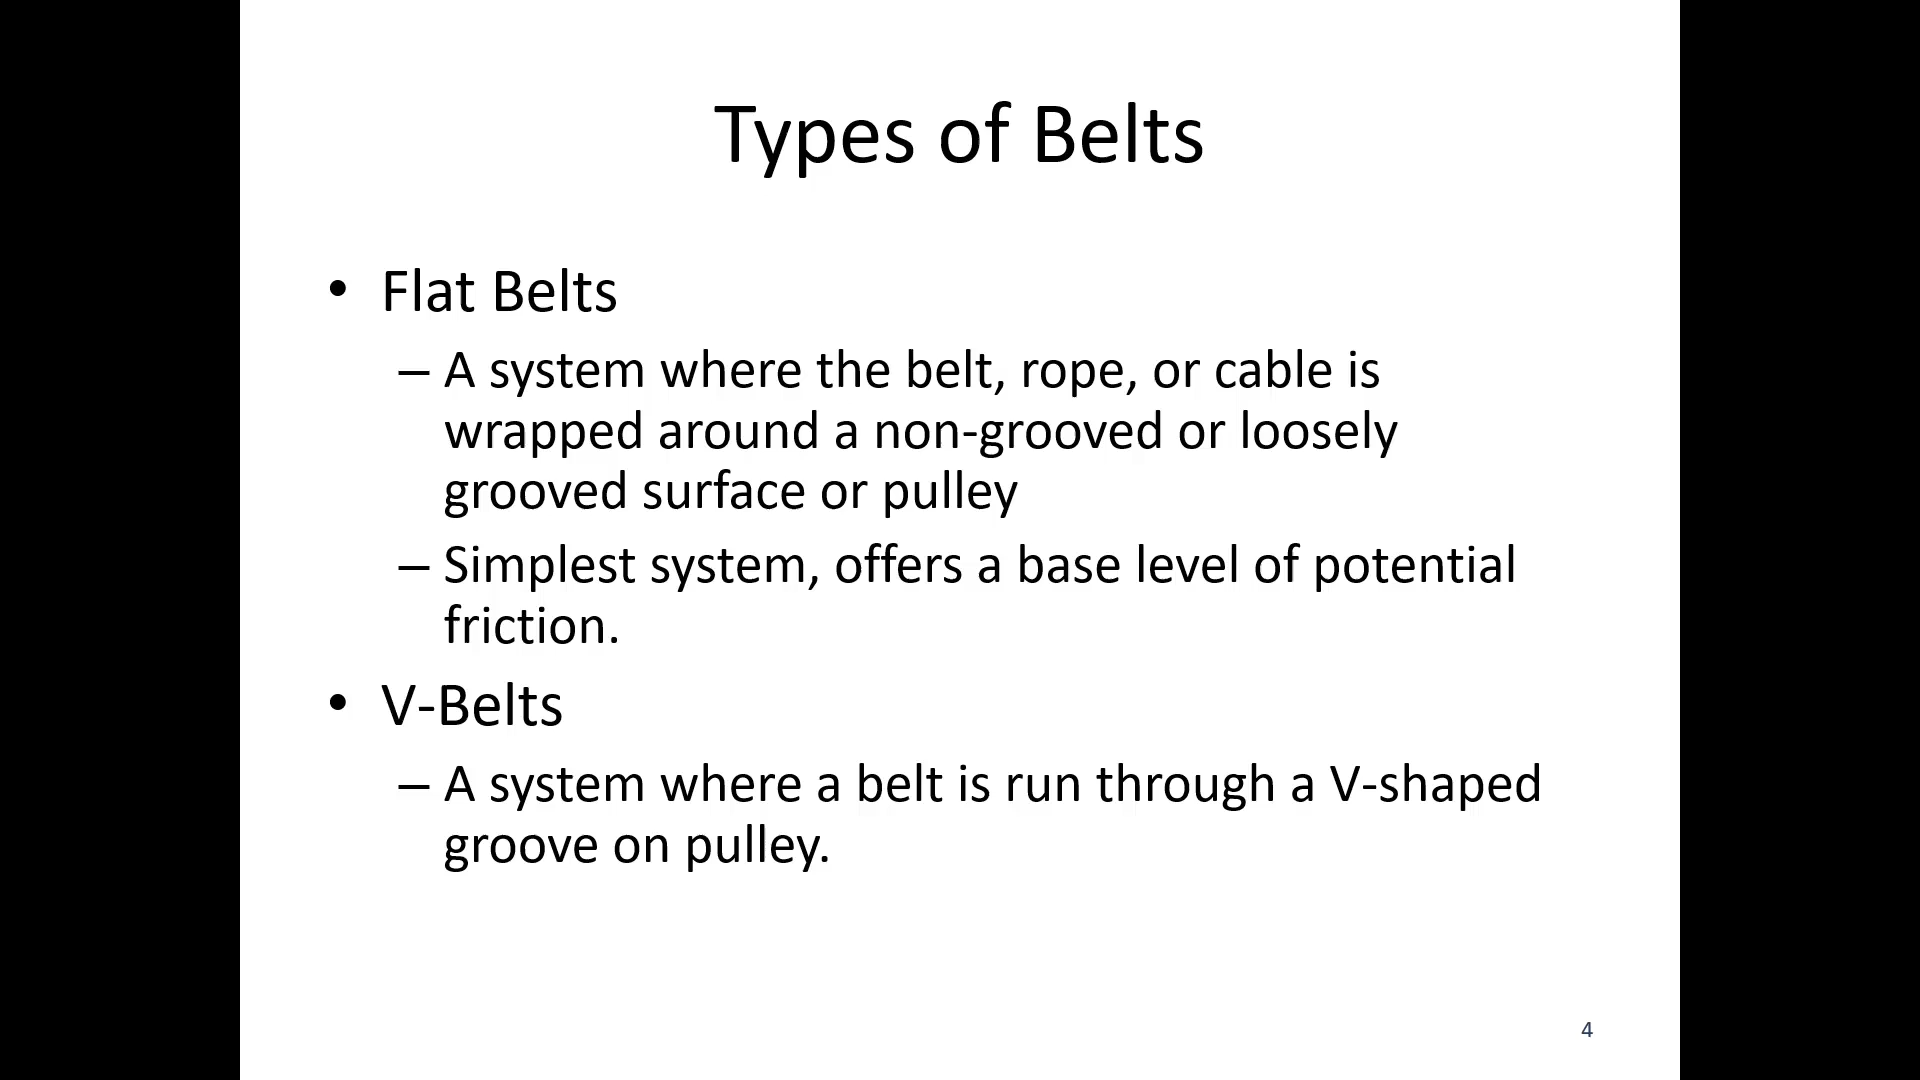 Types of Belts
• Flat Belts
– A system where the belt, rope, or cable is
wrapped around a non-grooved or loosely
grooved surface or pulley
– Simplest system, offers a base level of potential
friction.
• V-Belts
– A system where a belt is run through a V-shaped
groove on pulley.
4